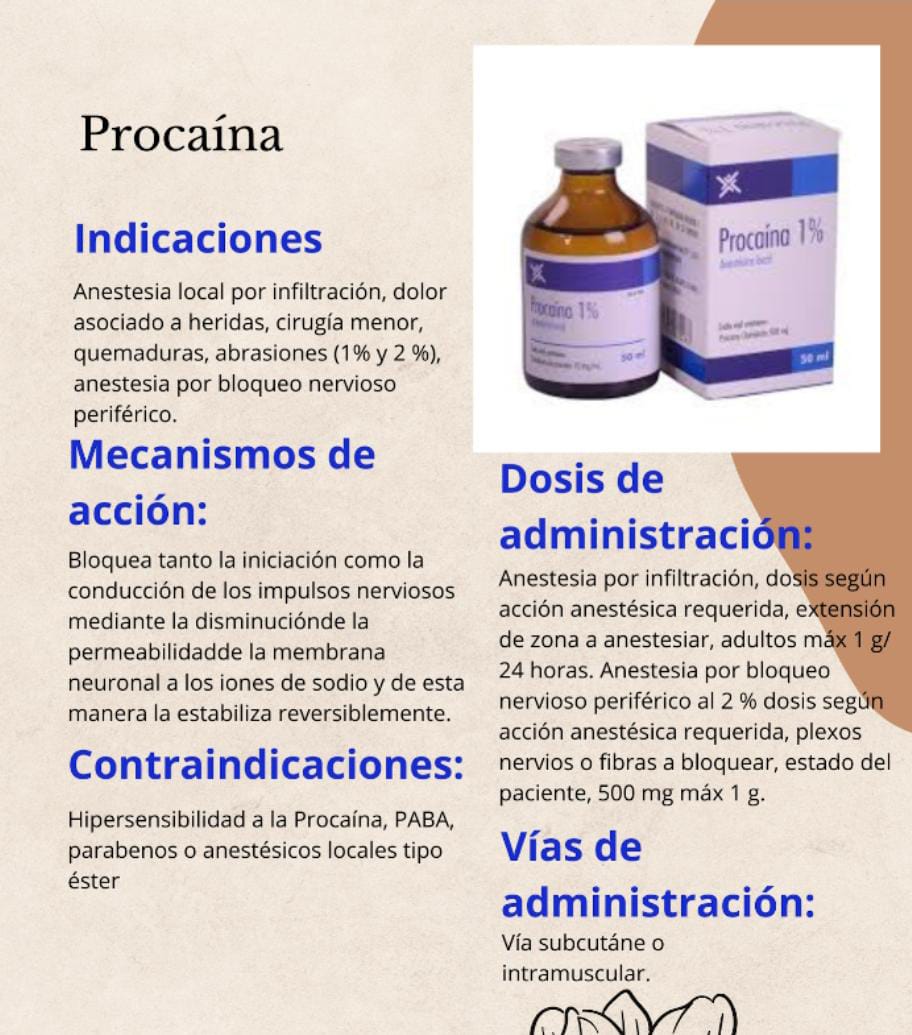 Procaína
Indicaciones
Anestesia local por infiltración, dolor
asociado a heridas, cirugía menor,
quemaduras, abrasiones (1% y 2 %),
anestesia por bloqueo nervioso
periférico.
Mecanismos de
acción:
Bloquea tanto la iniciación como la
conducción de los impulsos nerviosos
mediante la disminuciónde la
permeabilidadde la membrana
neuronal a los iones de sodio y de esta
manera la estabiliza reversiblemente.
Contraindicaciones:
Hipersensibilidad a la Procaína, PABA,
parabenos o anestésicos locales tipo
éster
Procaína 1%
50 ml
Procaína 1%
Anestésico local
50 ml
Dosis de
administración:
Anestesia por infiltración, dosis según
acción anestésica requerida, extensión
de zona a anestesiar, adultos máx 1 g/
24 horas. Anestesia por bloqueo
nervioso periférico al 2 % dosis según
acción anestésica requerida, plexos
nervios o fibras a bloquear, estado del
paciente, 500 mg máx 1 g.
Vías de
administración:
Vía subcutáne o
intramuscular.